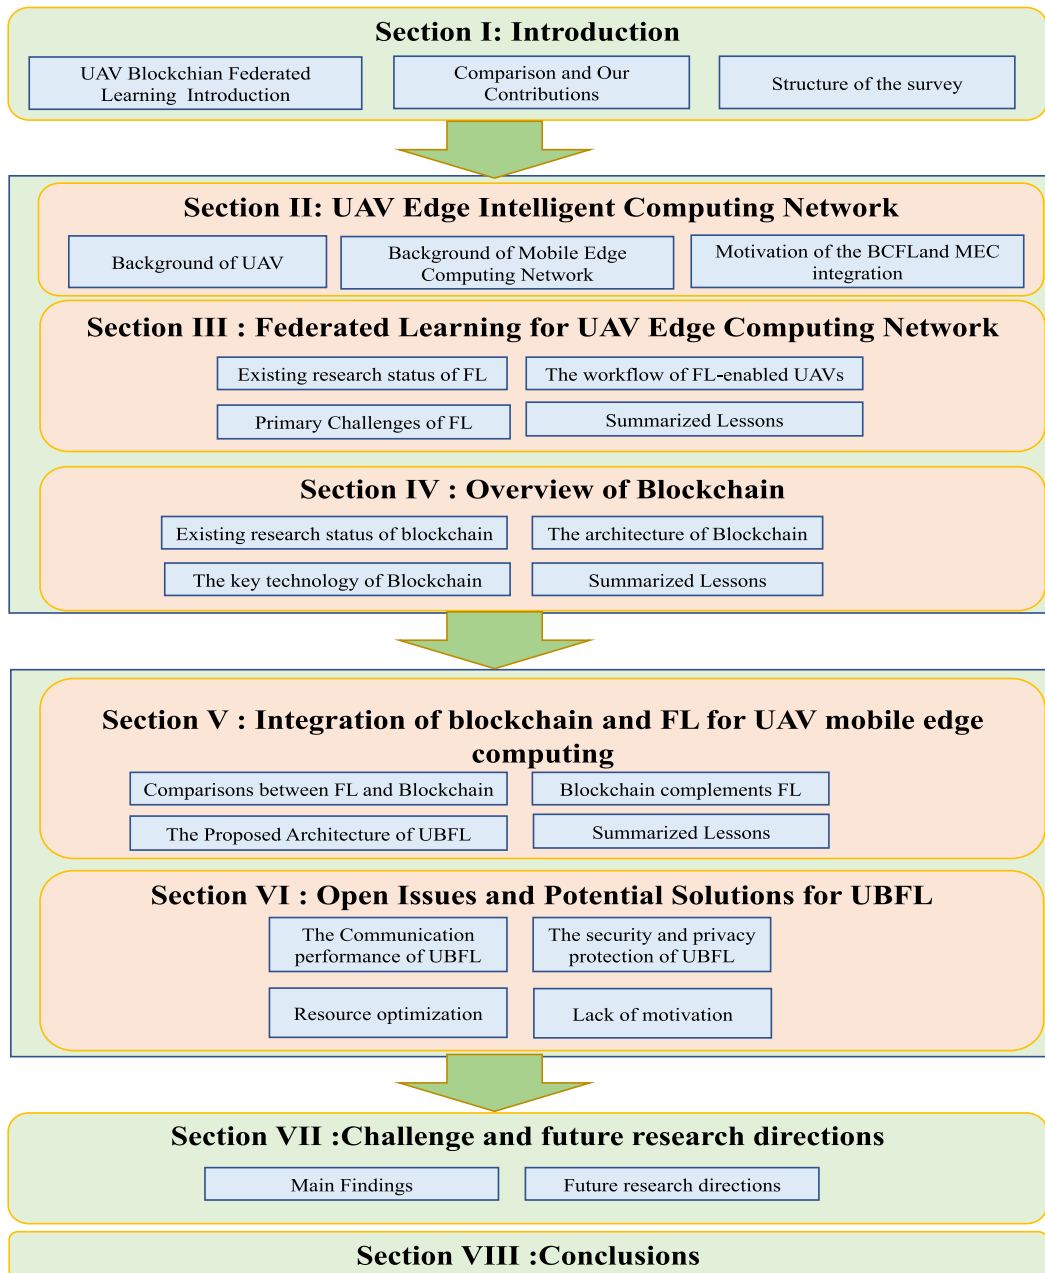 Section I: Introduction
UAV Blockchian Federated
Learning  Introduction
Comparison and Our
Contributions
Structure of the survey
Section II: UAV Edge Intelligent Computing Network
Background of UAV
Background of Mobile Edge
Computing Network
Motivation of the BCFLand MEC
integration
Section III : Federated Learning for UAV Edge Computing Network
Existing research status of FL
The workflow of FL-enabled UAVs
Primary Challenges of FL
Summarized Lessons
Section IV : Overview of Blockchain
Existing research status of blockchain
The architecture of Blockchain
The key technology of Blockchain
Summarized Lessons
Section V : Integration of blockchain and FL for UAV mobile edge
computing
Comparisons between FL and Blockchain
Blockchain complements FL
The Proposed Architecture of UBFL
Summarized Lessons
Section VI : Open Issues and Potential Solutions for UBFL
The Communication
performance of UBFL
The security and privacy
protection of UBFL
Resource optimization
Lack of motivation
Section VII :Challenge and future research directions
Main Findings
Future research directions
Section VIII :Conclusions